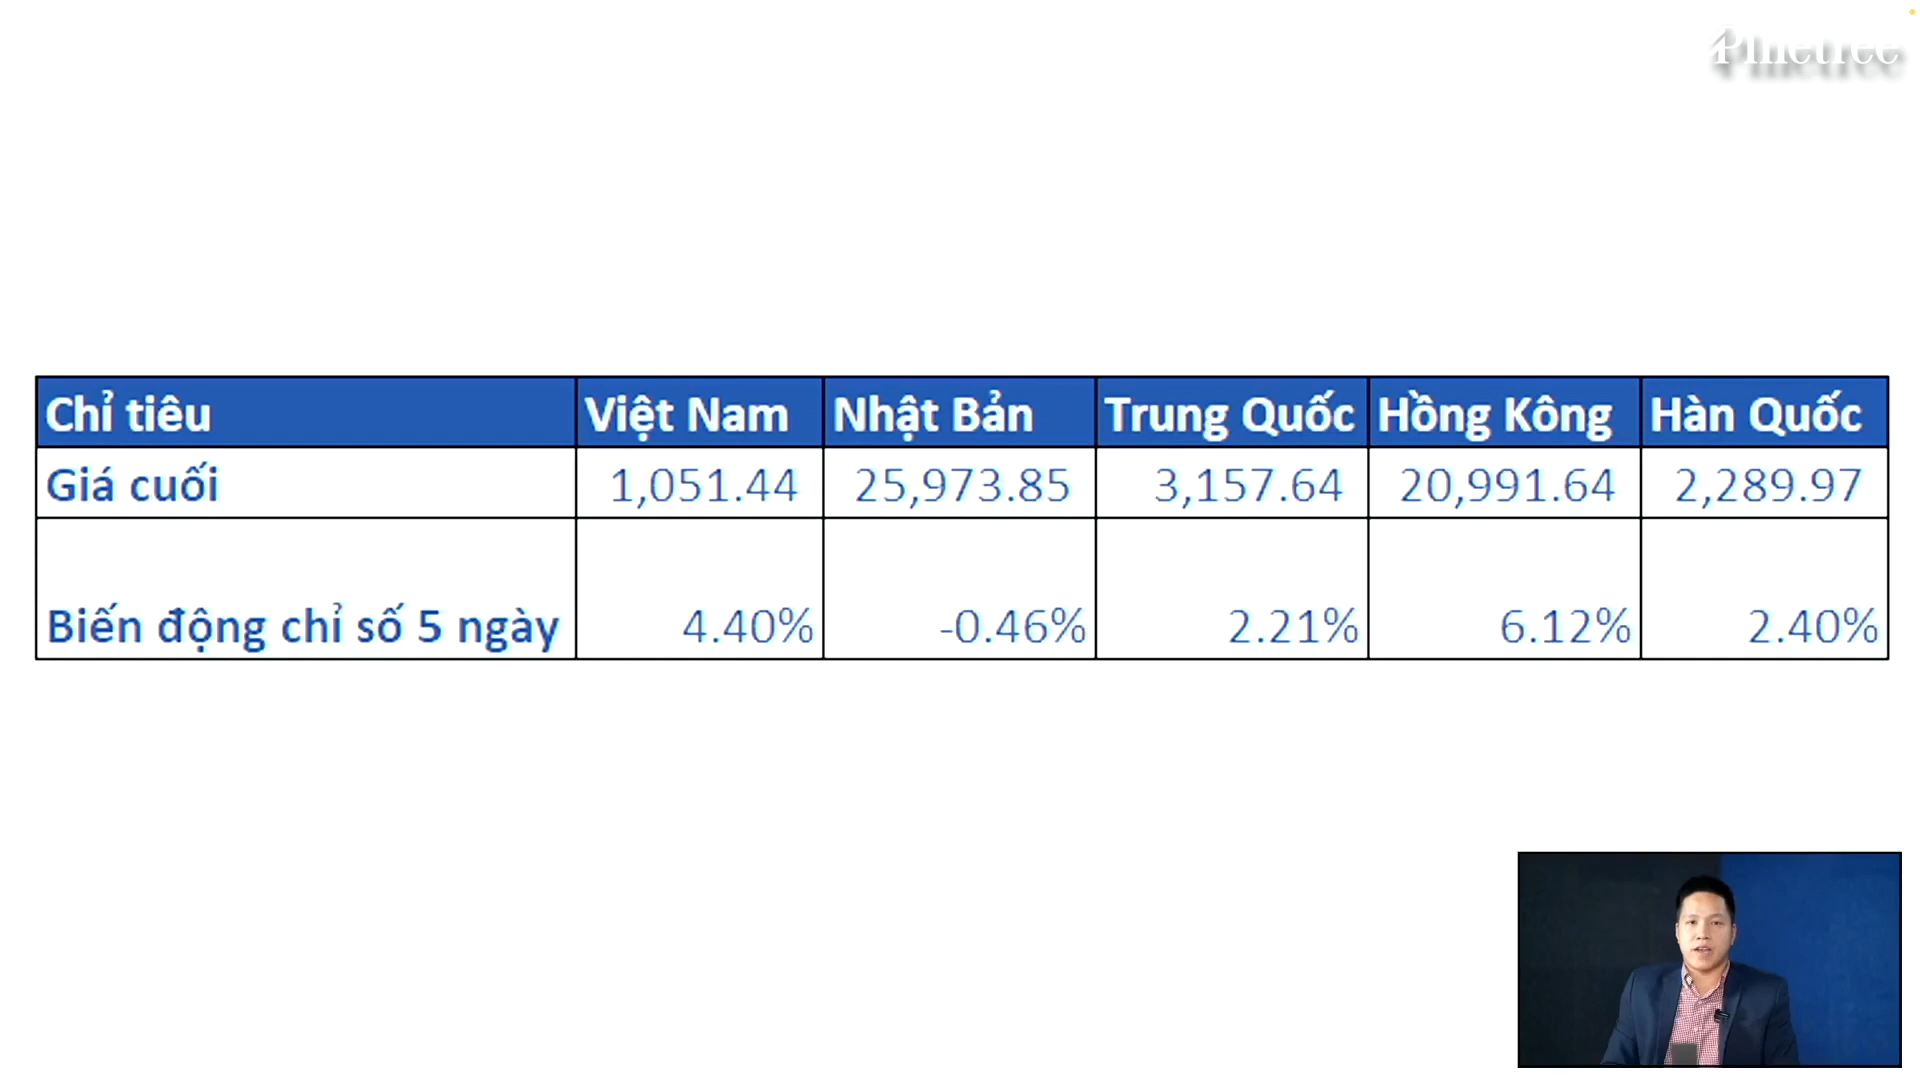 Pinetree
Chỉ tiêu Việt Nam Nhật Bản Trung Quốc Hồng Kông Hàn Quốc
Giá cuối 1,051.44 25,973.85 3,157.64 20,991.64 2,289.97
Biến động chỉ số 5 ngày 4.40% -0.46% 2.21% 6.12% 2.40%